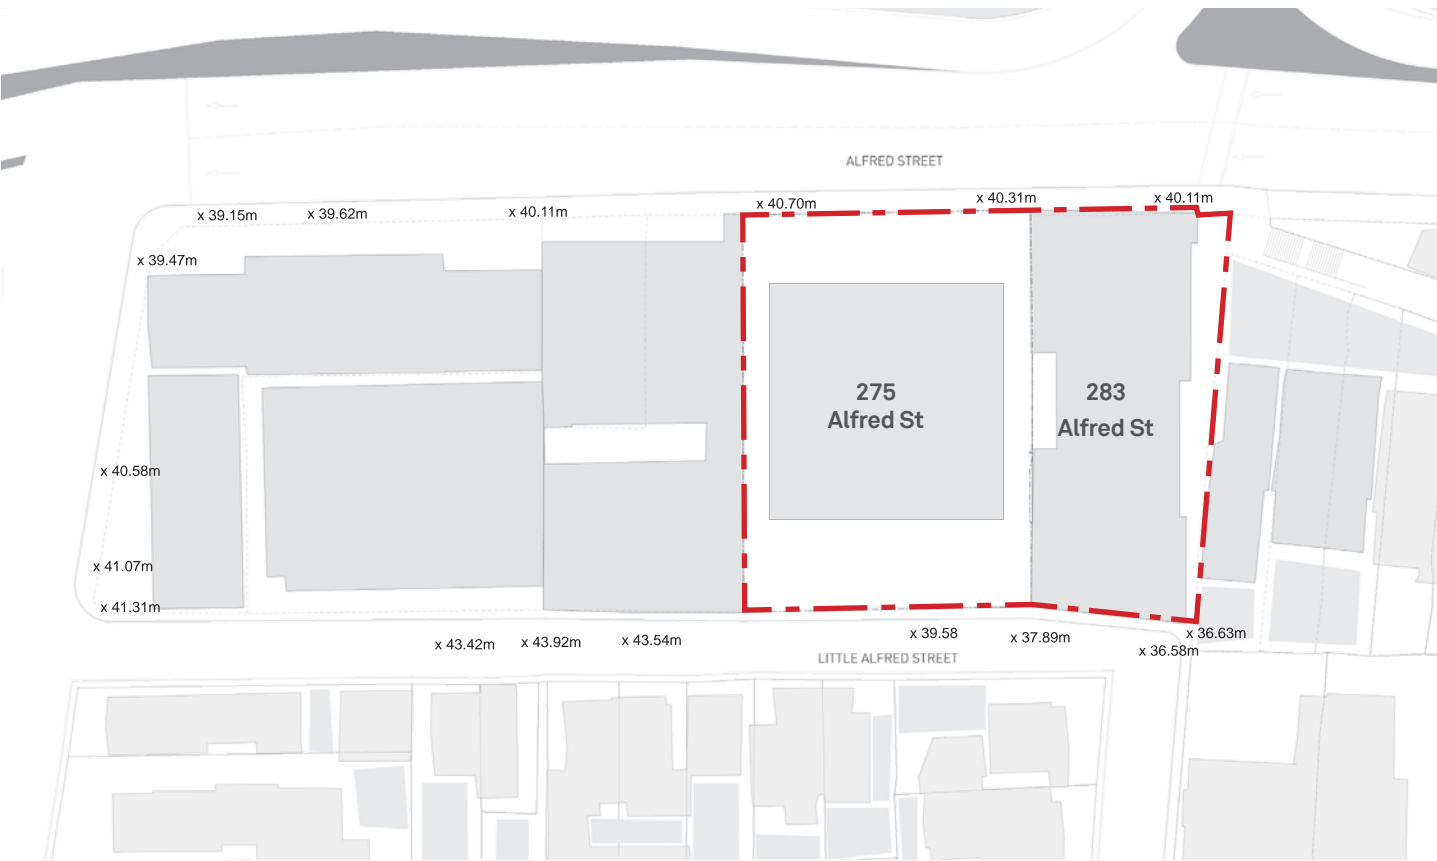 ALFRED STREET
x 39.15m
x 39.62m
x 40.11m
x 40.70m
x 40.31m
x 40.11m
x 39.47m
275
Alfred St
283
Alfred St
x 40.58m
x 41.07m
x 41.31m
x 43.42m
x 43.92m
x 43.54m
x 39.58
x 37.89m
x 36.63m
x 36.58m
LITTLE ALFRED STREET